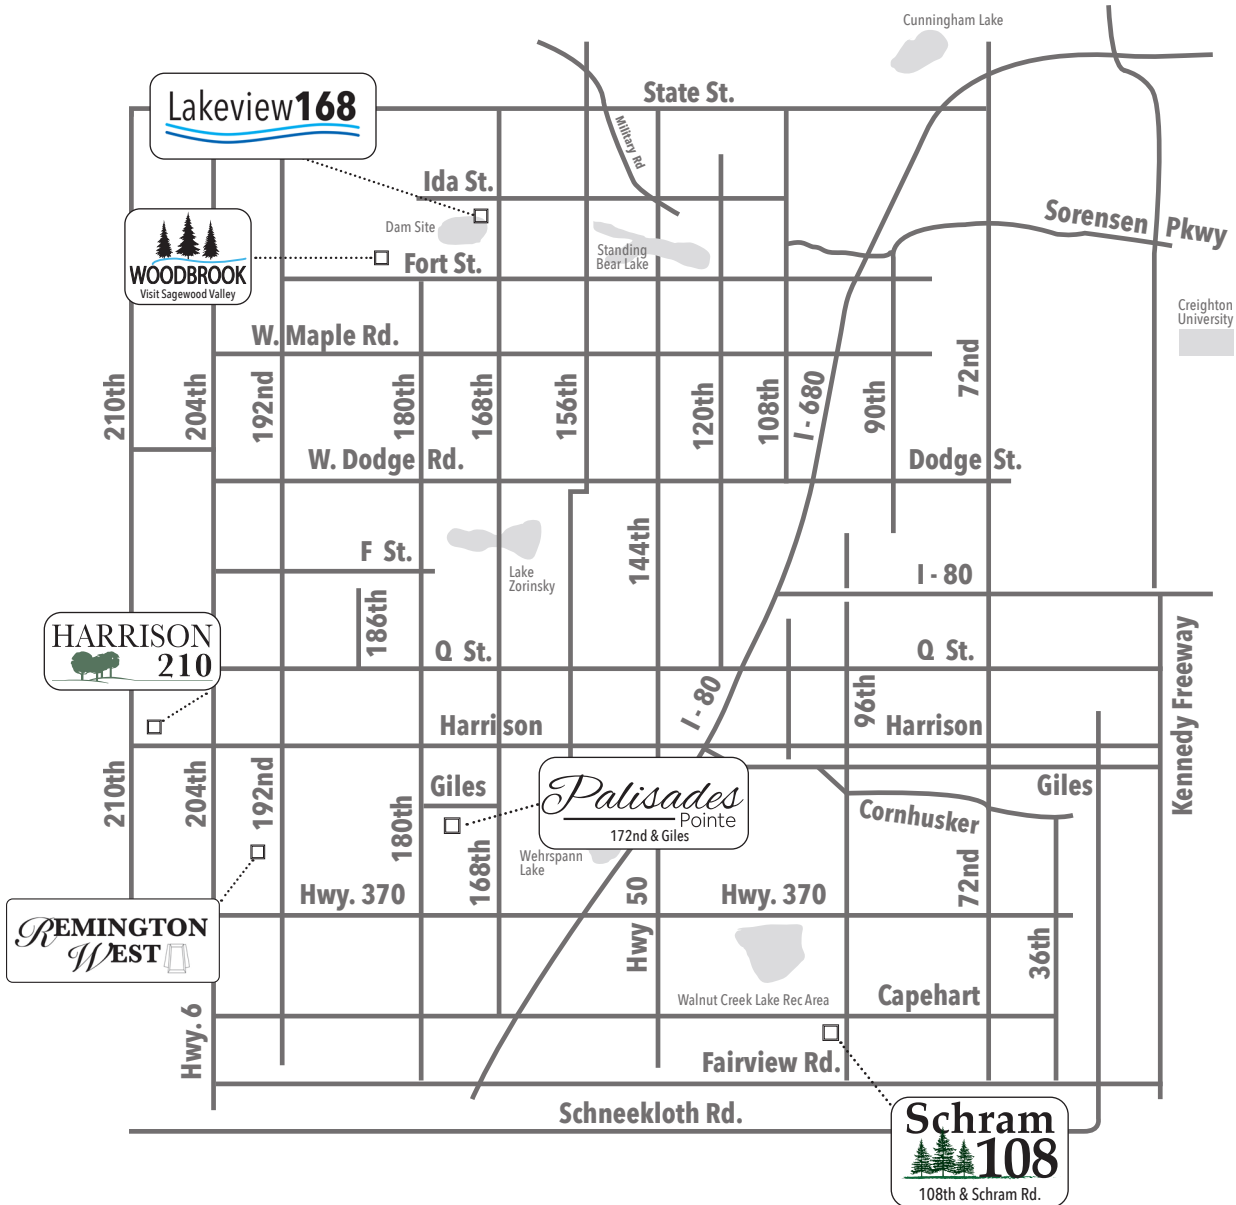 Cunningham Lake
State St.
Lakeview168
Military Rd
Ida St.
Dam Site
Standing
Bear Lake
Sorensen Pkwy
WOODBROOK
Visit Sagewood Valley
Fort St.
Creighton
University
W. Maple Rd.
210th
204th
192nd
180th
168th
156th
120th
108th
I - 680
90th
72nd
W. Dodge Rd.
Dodge St.
144th
F St.
Lake
Zorinsky
I - 80
186th
HARRISON
210
Q St.
Q St.
Kennedy Freeway
I - 80
96th
Harrison
Harrison
210th
204th
192nd
180th
Giles
168th
Palisades
Pointe
172nd & Giles
Giles
Cornhusker
Wehrspann
Lake
72nd
Hwy. 370
Hwy 50
Hwy. 370
REMINGTON
WEST
36th
Walnut Creek Lake Rec Area
Capehart
Hwy. 6
Fairview Rd.
Schneekloth Rd.
Schram
108
108th & Schram Rd.